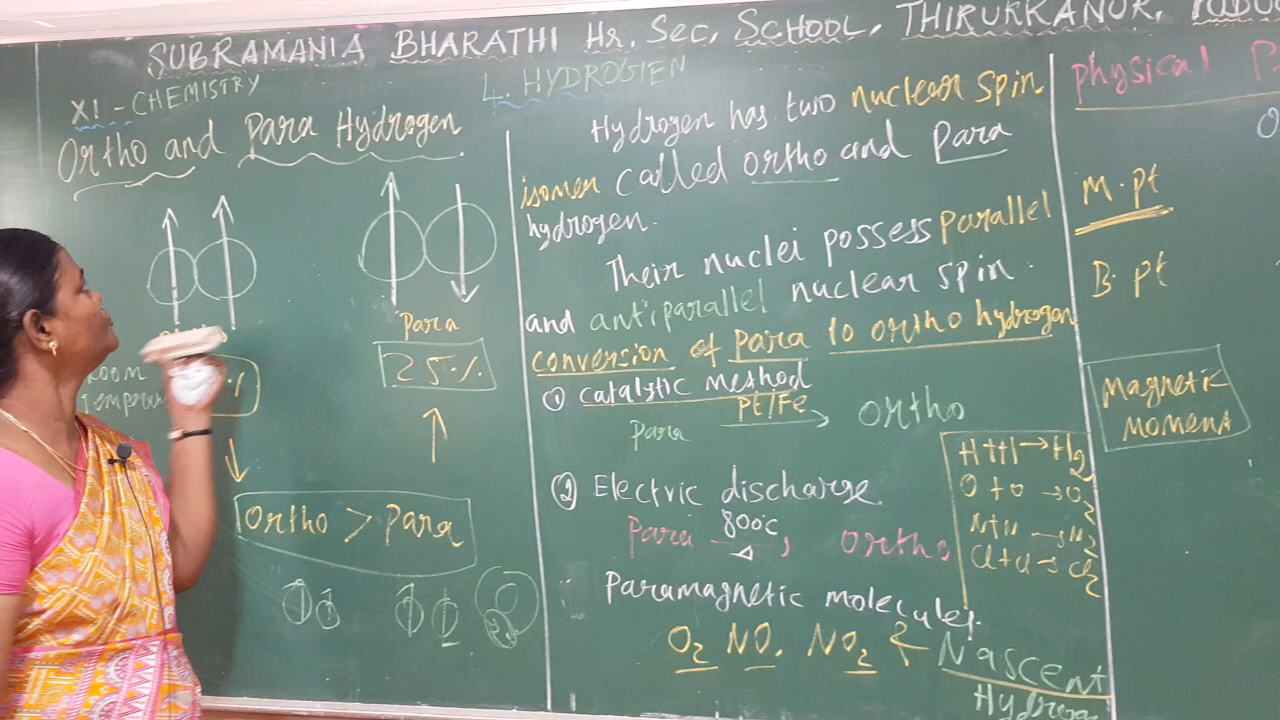 SUBRAMANIA BHARATHI Hr. Sec, SCHOOL, THIRUKKANUR,
XI - CHEMISTRY
4. HYDROGEN
Ortho and Para Hydrogen
Para
25%
Room
Ortho > Para
Hydrogen has two nuclear spin
isomer called ortho and Para
hydrogen.
Their nuclei possess Parallel
and antiparallel nuclear spin.
conversion of Para to ortho hydrogen
① catalytic method
Para Pt/Fe → ortho
② Electric discharge.
Para 800c Δ ortho
Paramagnetic molecules.
O2 NO, NO2 ← Nascent
Hydrogen
H+H → H2
O + O → O2
N+N → N2
Cl+Cl → Cl2
Physical
M.pt
B.pt
Magnetic
Moment